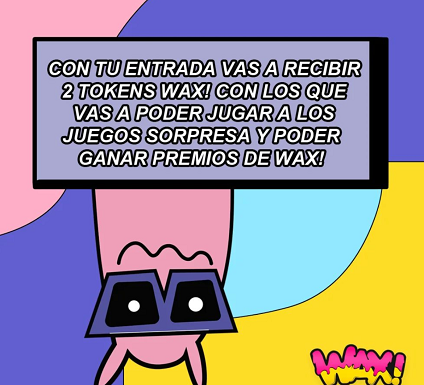 CON TU ENTRADA VAS A RECIBIR
2 TOKENS WAX! CON LOS QUE
VAS A PODER JUGAR A LOS
JUEGOS SORPRESA Y PODER
GANAR PREMIOS DE WAX!
WAX!